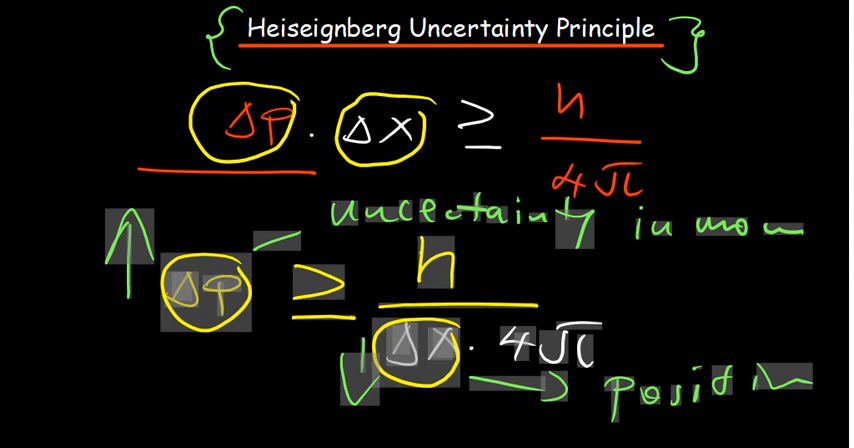 { Heiseignberg Uncertainty Principle }
Δp · Δx ≥ h / 4π
↑ Δp ≥ h / Δx · 4π
uncertainty in mom
↓ → position